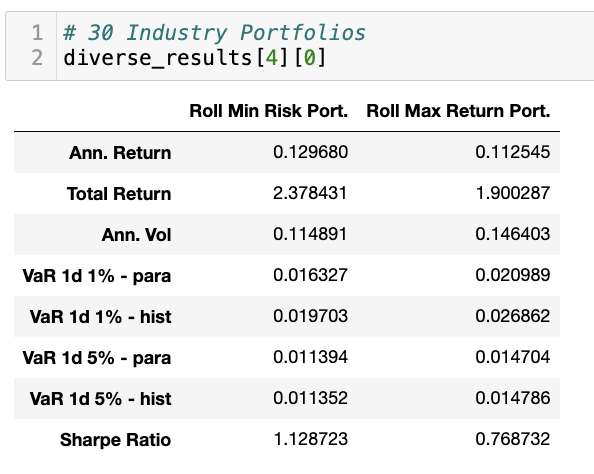 1 # 30 Industry Portfolios
2 diverse_results[4][0]
Roll Min Risk Port. Roll Max Return Port.
Ann. Return 0.129680 0.112545
Total Return 2.378431 1.900287
Ann. Vol 0.114891 0.146403
VaR 1d 1% - para 0.016327 0.020989
VaR 1d 1% - hist 0.019703 0.026862
VaR 1d 5% - para 0.011394 0.014704
VaR 1d 5% - hist 0.011352 0.014786
Sharpe Ratio 1.128723 0.768732